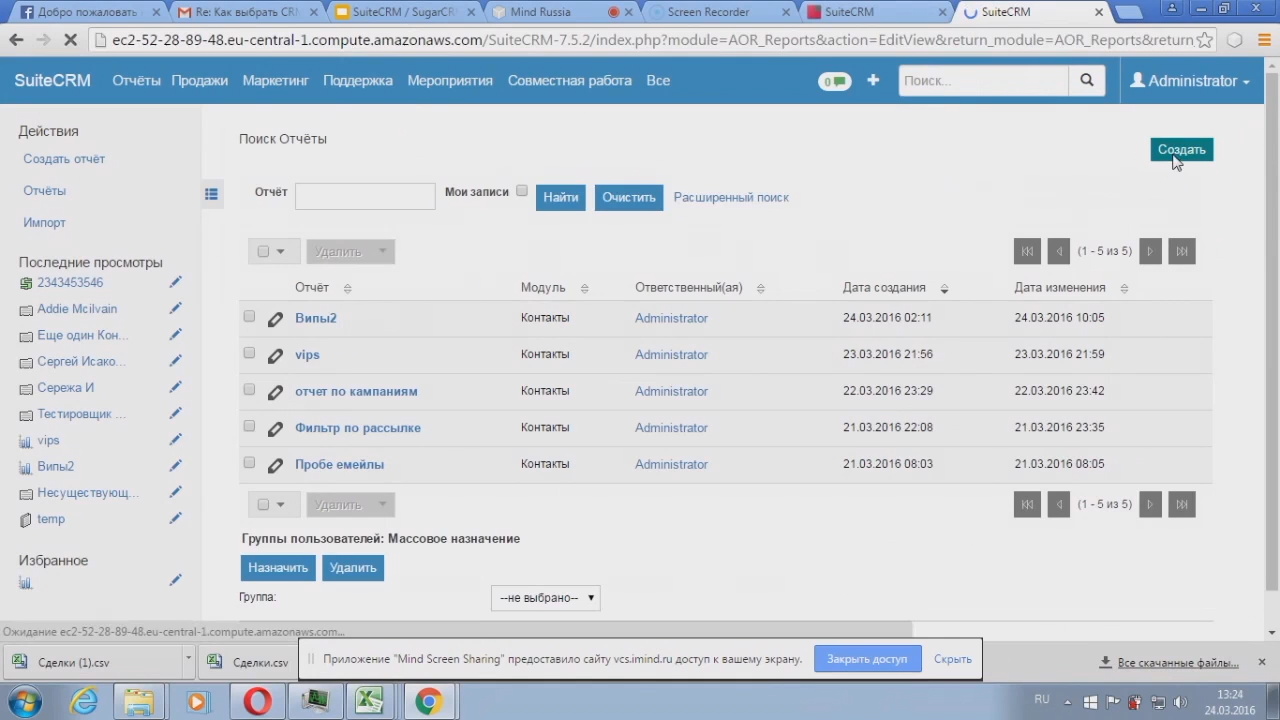 Добро пожаловать
Re: Как выбрать CRM
SuiteCRM / SugarCR
Mind Russia
Screen Recorder
SuiteCRM
SuiteCRM
ec2-52-28-89-48.eu-central-1.compute.amazonaws.com/SuiteCRM-7.5.2/index.php?module=AOR_Reports&action=EditView&return_module=AOR_Reports&return
SuiteCRM Отчёты Продажи Маркетинг Поддержка Мероприятия Совместная работа Все 0 Поиск... Administrator
Действия
Создать отчёт
Отчёты
Импорт
Последние просмотры
2343453546
Addie Mcilvain
Еще один Кон...
Сергей Исако...
Сережа И
Тестировщик ...
vips
Випы2
Несуществующ...
temp
Избранное
Поиск Отчёты
Создать
Отчёт Мои записи Найти Очистить Расширенный поиск
Удалить (1 - 5 из 5)
Отчёт Модуль Ответственный(ая) Дата создания Дата изменения
Випы2 Контакты Administrator 24.03.2016 02:11 24.03.2016 10:05
vips Контакты Administrator 23.03.2016 21:56 23.03.2016 21:59
отчет по кампаниям Контакты Administrator 22.03.2016 23:29 22.03.2016 23:42
Фильтр по рассылке Контакты Administrator 21.03.2016 22:08 21.03.2016 23:35
Пробе емейлы Контакты Administrator 21.03.2016 08:03 21.03.2016 08:05
Удалить (1 - 5 из 5)
Группы пользователей: Массовое назначение
Назначить Удалить
Группа: --не выбрано--
Ожидание ec2-52-28-89-48.eu-central-1.compute.amazonaws.com...
Сделки (1).csv
Сделки.csv
Приложение "Mind Screen Sharing" предоставило сайту vcs.imind.ru доступ к вашему экрану. Закрыть доступ Скрыть
Все скачанные файлы...
RU
13:24
24.03.2016